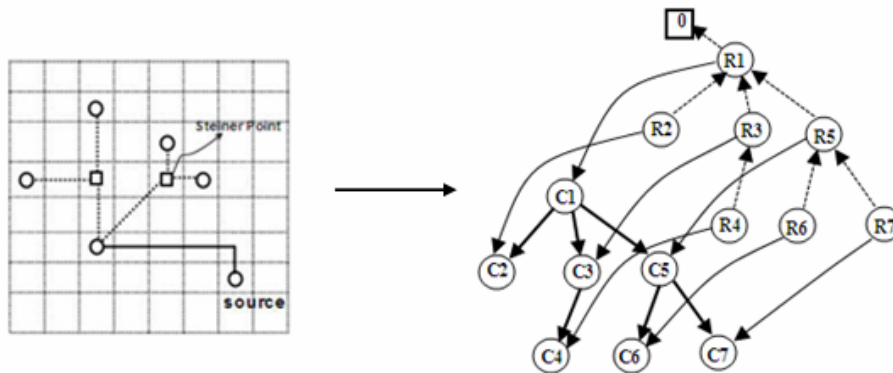 Steiner Point
source
0
R1
R2
R3
R5
C1
R4
R6
R7
C2
C3
C5
C4
C6
C7